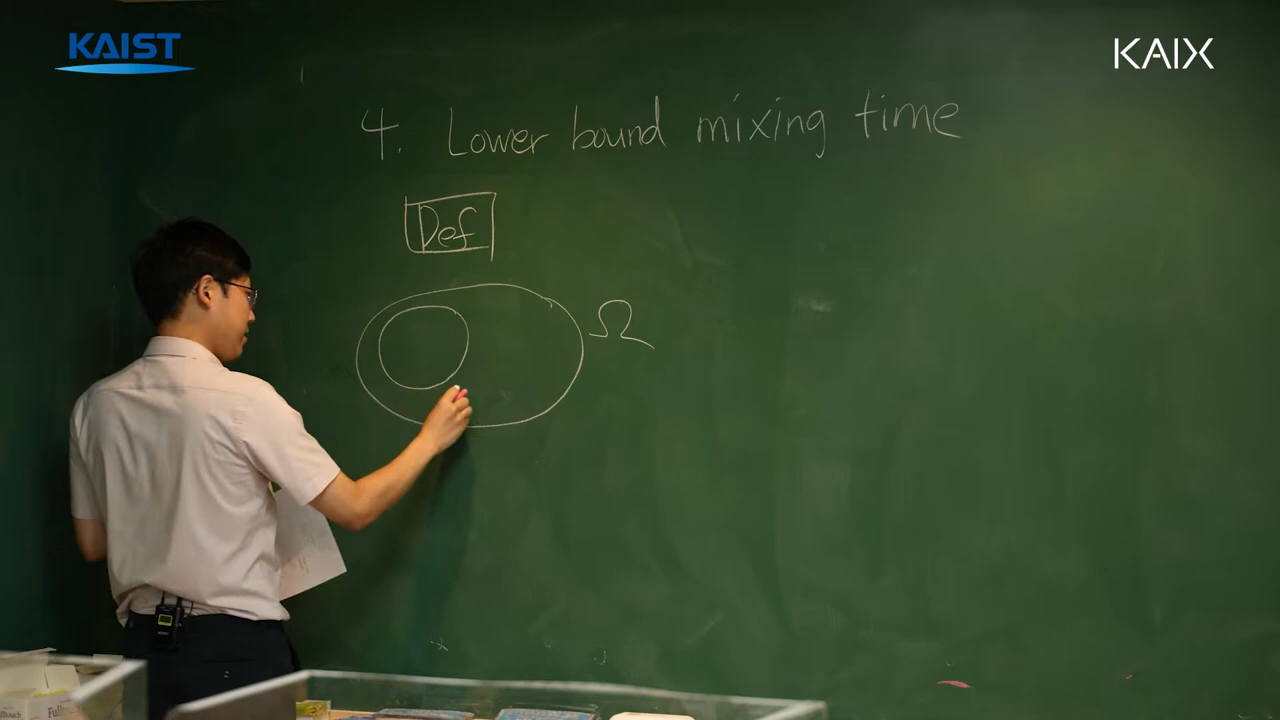 KAIST
KAIX
4. Lower bound mixing time
Def
Ω